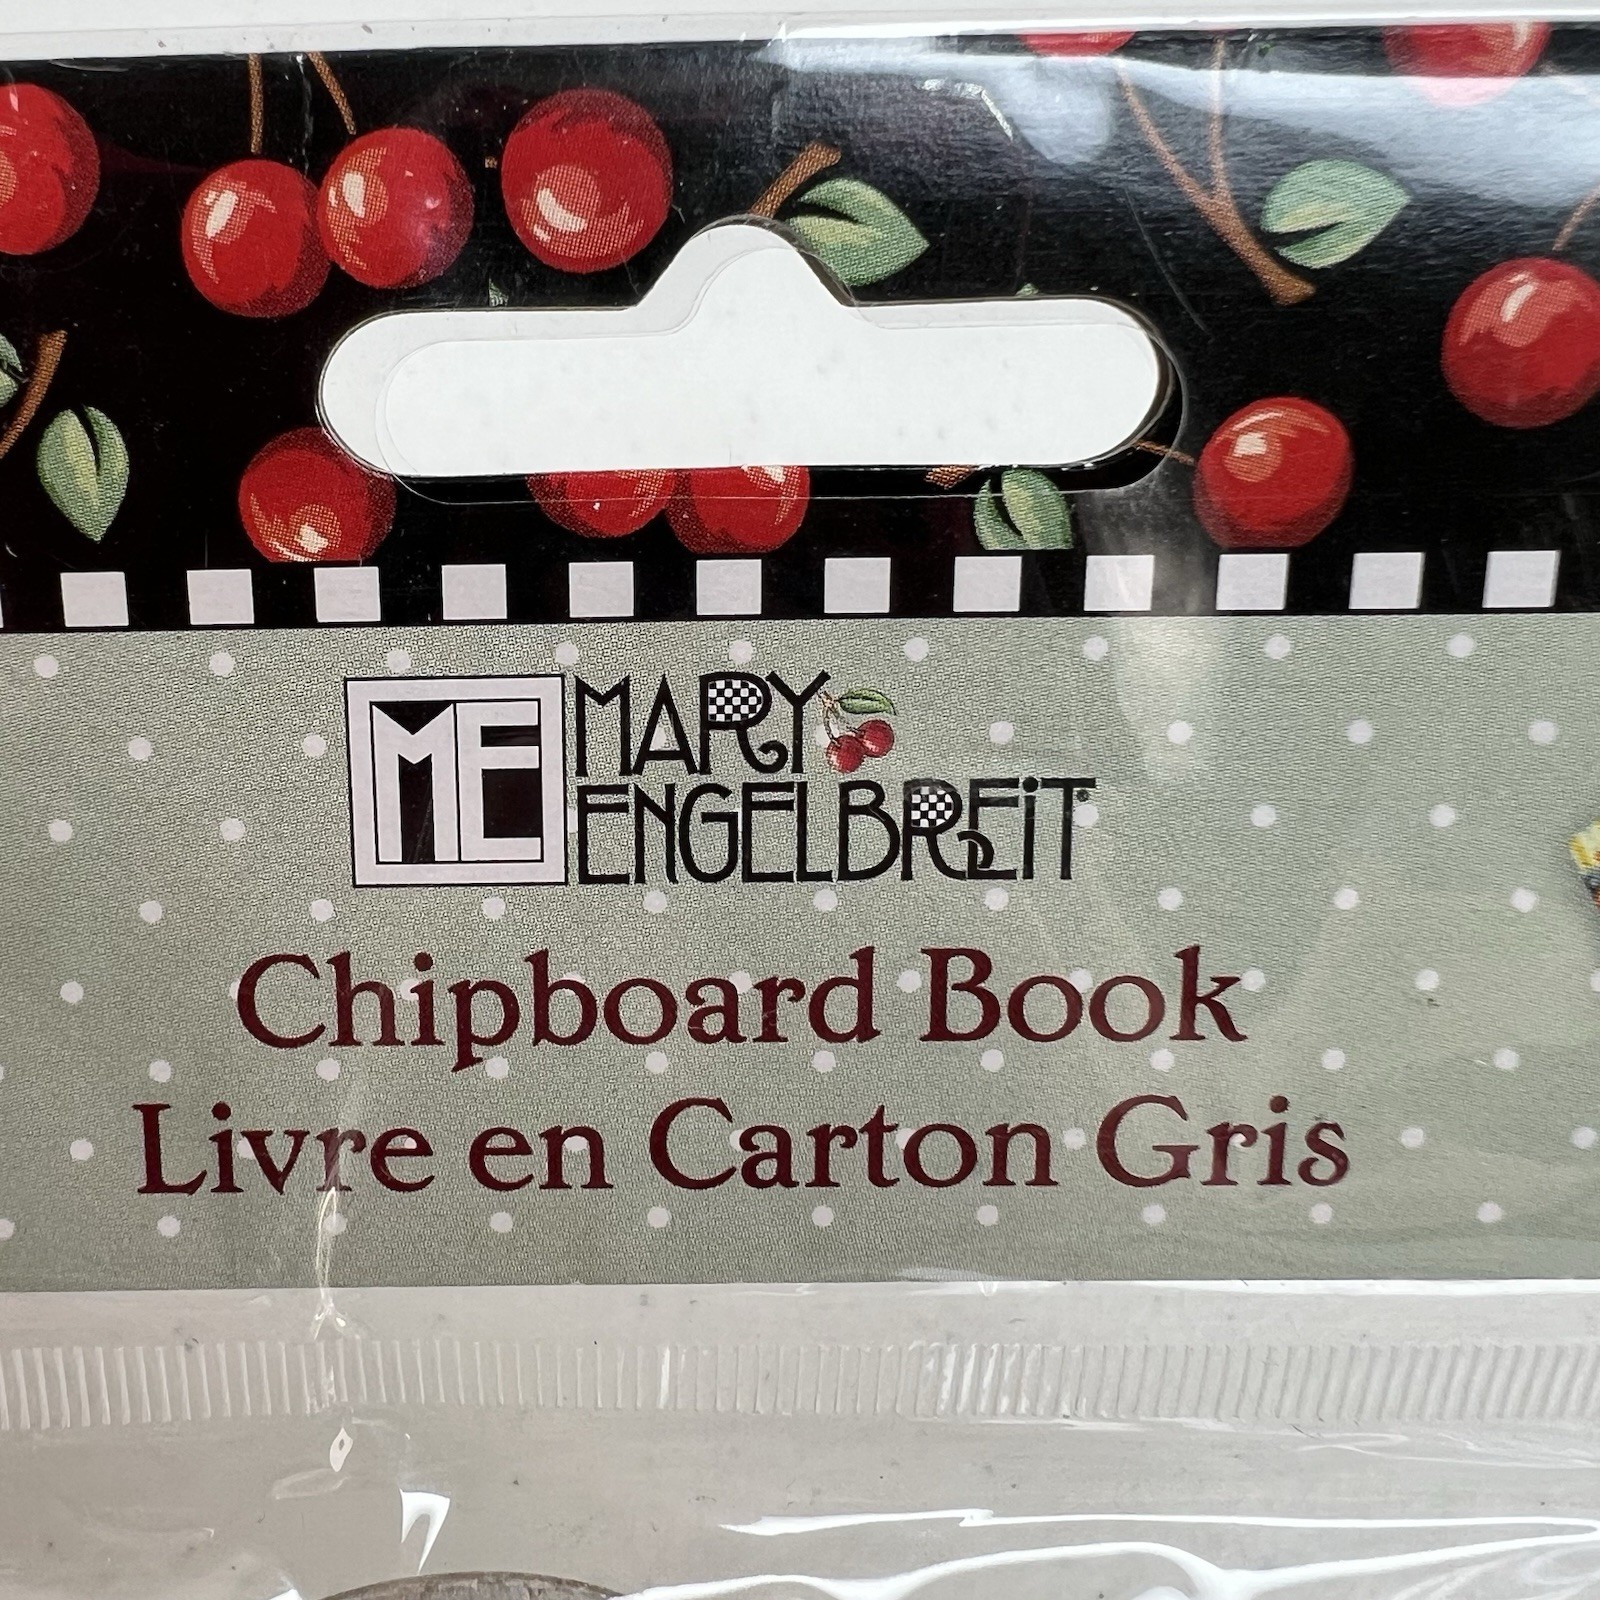 ME MARY
ENGELBREiT®
Chipboard Book
Livre en Carton Gris